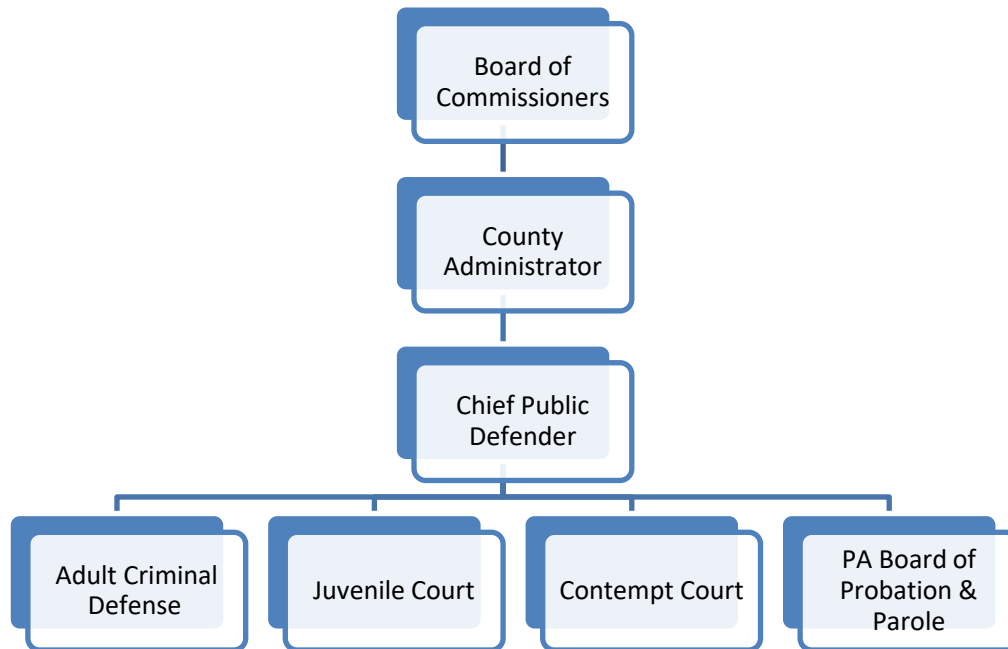 Board of
Commissioners
County
Administrator
Chief Public
Defender
Adult Criminal
Defense
Juvenile Court
Contempt Court
PA Board of
Probation &
Parole